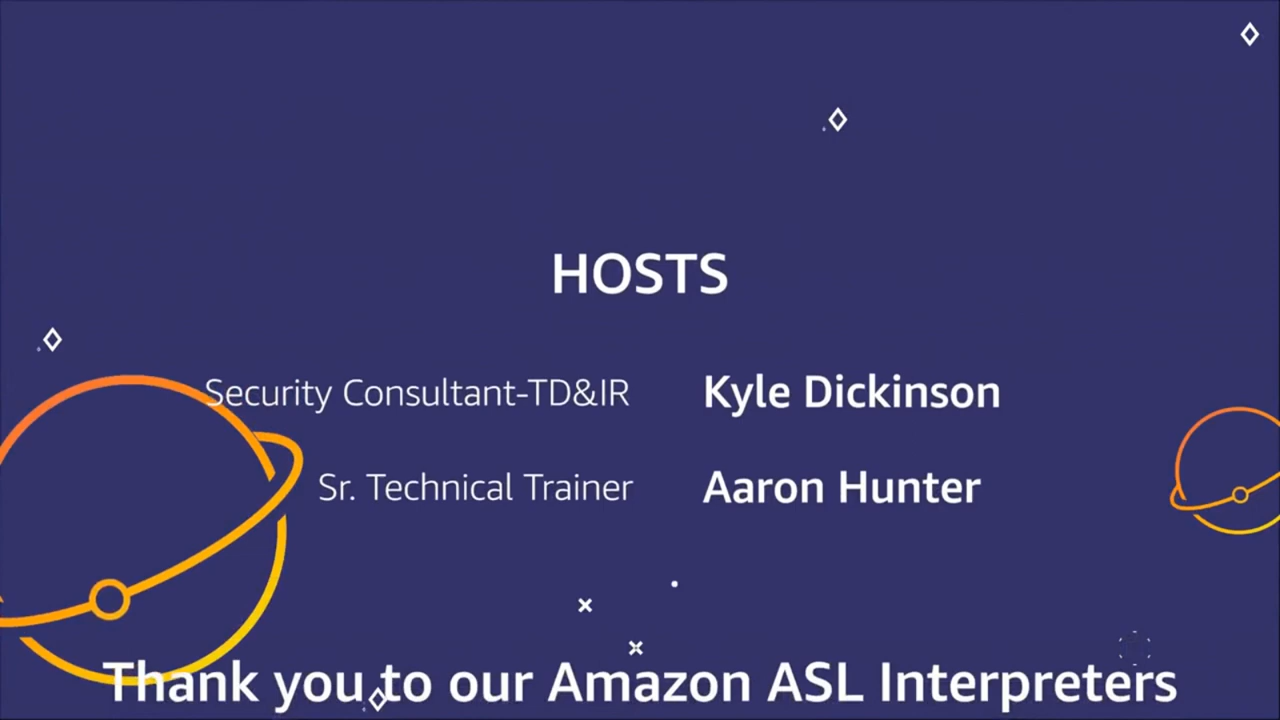 HOSTS
Security Consultant-TD&IR Kyle Dickinson
Sr. Technical Trainer Aaron Hunter
Thank you to our Amazon ASL Interpreters